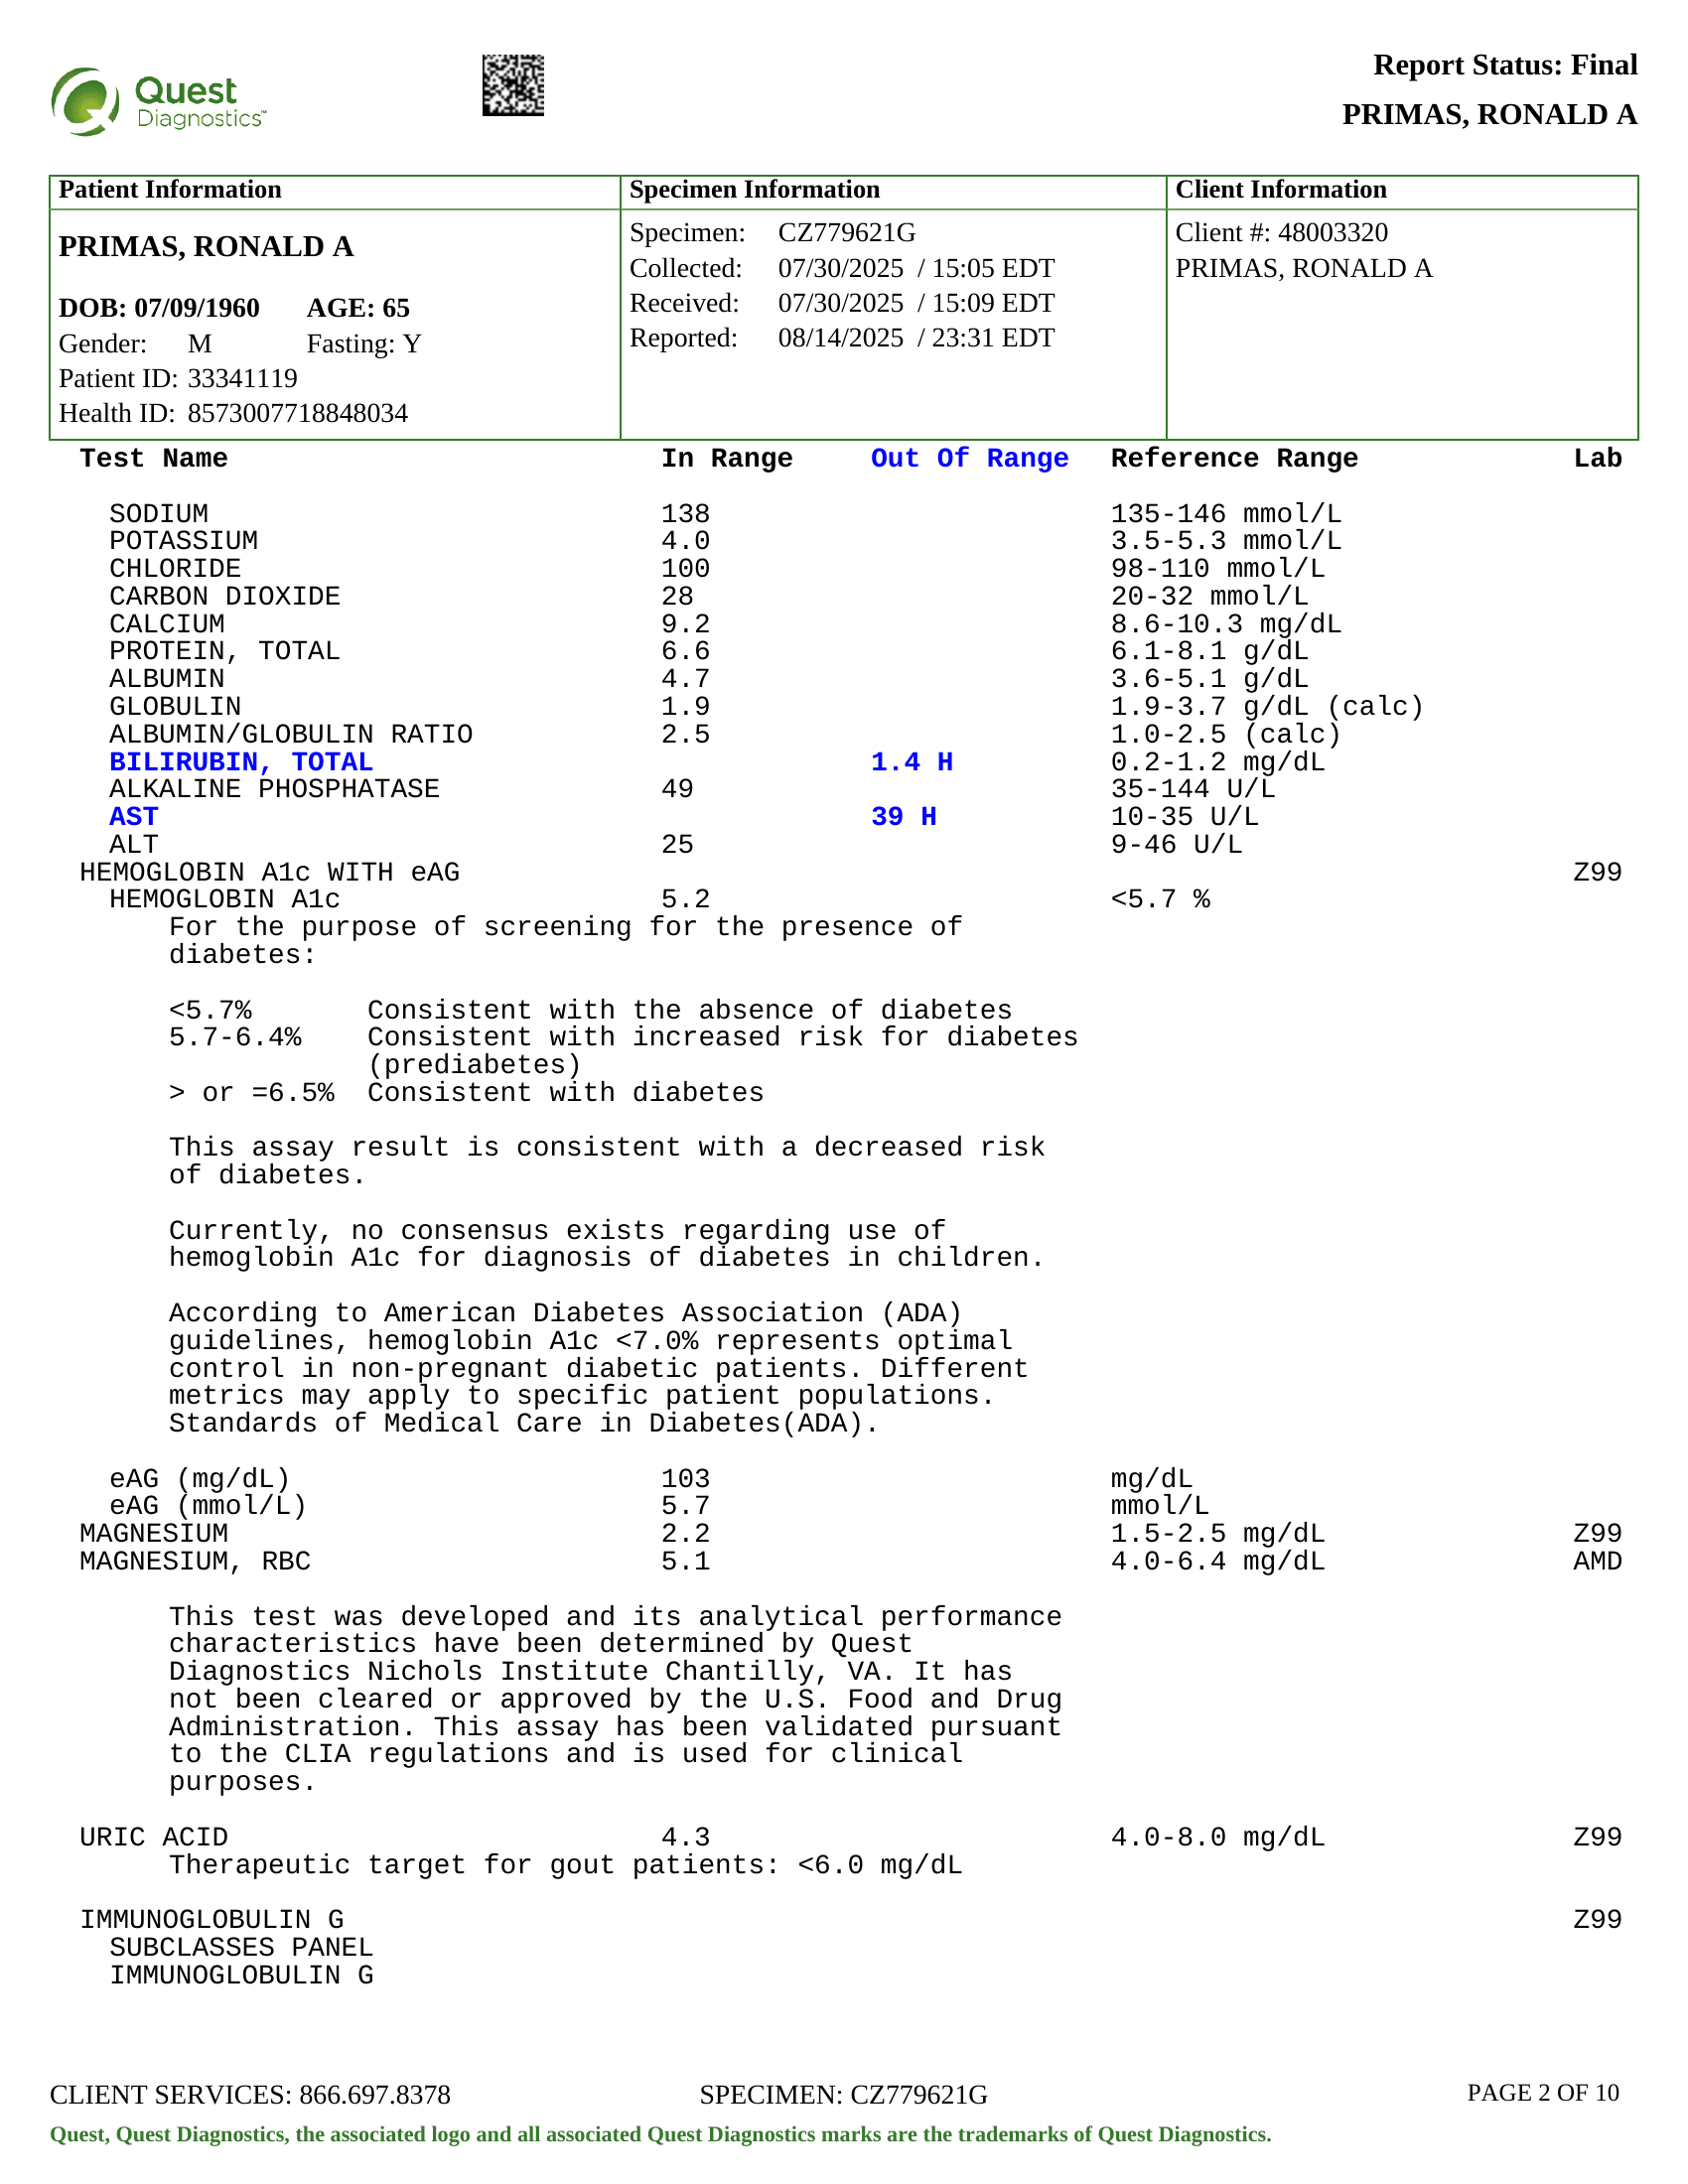 Quest
Diagnostics™
Report Status: Final
PRIMAS, RONALD A
Patient Information
PRIMAS, RONALD A
DOB: 07/09/1960 AGE: 65
Gender: M Fasting: Y
Patient ID: 33341119
Health ID: 8573007718848034
Specimen Information
Specimen: CZ779621G
Collected: 07/30/2025 / 15:05 EDT
Received: 07/30/2025 / 15:09 EDT
Reported: 08/14/2025 / 23:31 EDT
Client Information
Client #: 48003320
PRIMAS, RONALD A
Test Name In Range Out Of Range Reference Range Lab
SODIUM 138 135-146 mmol/L
POTASSIUM 4.0 3.5-5.3 mmol/L
CHLORIDE 100 98-110 mmol/L
CARBON DIOXIDE 28 20-32 mmol/L
CALCIUM 9.2 8.6-10.3 mg/dL
PROTEIN, TOTAL 6.6 6.1-8.1 g/dL
ALBUMIN 4.7 3.6-5.1 g/dL
GLOBULIN 1.9 1.9-3.7 g/dL (calc)
ALBUMIN/GLOBULIN RATIO 2.5 1.0-2.5 (calc)
BILIRUBIN, TOTAL 1.4 H 0.2-1.2 mg/dL
ALKALINE PHOSPHATASE 49 35-144 U/L
AST 39 H 10-35 U/L
ALT 25 9-46 U/L
HEMOGLOBIN A1c WITH eAG Z99
HEMOGLOBIN A1c 5.2 <5.7 %
For the purpose of screening for the presence of
diabetes:
<5.7% Consistent with the absence of diabetes
5.7-6.4% Consistent with increased risk for diabetes
(prediabetes)
> or =6.5% Consistent with diabetes
This assay result is consistent with a decreased risk
of diabetes.
Currently, no consensus exists regarding use of
hemoglobin A1c for diagnosis of diabetes in children.
According to American Diabetes Association (ADA)
guidelines, hemoglobin A1c <7.0% represents optimal
control in non-pregnant diabetic patients. Different
metrics may apply to specific patient populations.
Standards of Medical Care in Diabetes(ADA).
eAG (mg/dL) 103 mg/dL
eAG (mmol/L) 5.7 mmol/L
MAGNESIUM 2.2 1.5-2.5 mg/dL Z99
MAGNESIUM, RBC 5.1 4.0-6.4 mg/dL AMD
This test was developed and its analytical performance
characteristics have been determined by Quest
Diagnostics Nichols Institute Chantilly, VA. It has
not been cleared or approved by the U.S. Food and Drug
Administration. This assay has been validated pursuant
to the CLIA regulations and is used for clinical
purposes.
URIC ACID 4.3 4.0-8.0 mg/dL Z99
Therapeutic target for gout patients: <6.0 mg/dL
IMMUNOGLOBULIN G Z99
SUBCLASSES PANEL
IMMUNOGLOBULIN G
CLIENT SERVICES: 866.697.8378 SPECIMEN: CZ779621G PAGE 2 OF 10
Quest, Quest Diagnostics, the associated logo and all associated Quest Diagnostics marks are the trademarks of Quest Diagnostics.